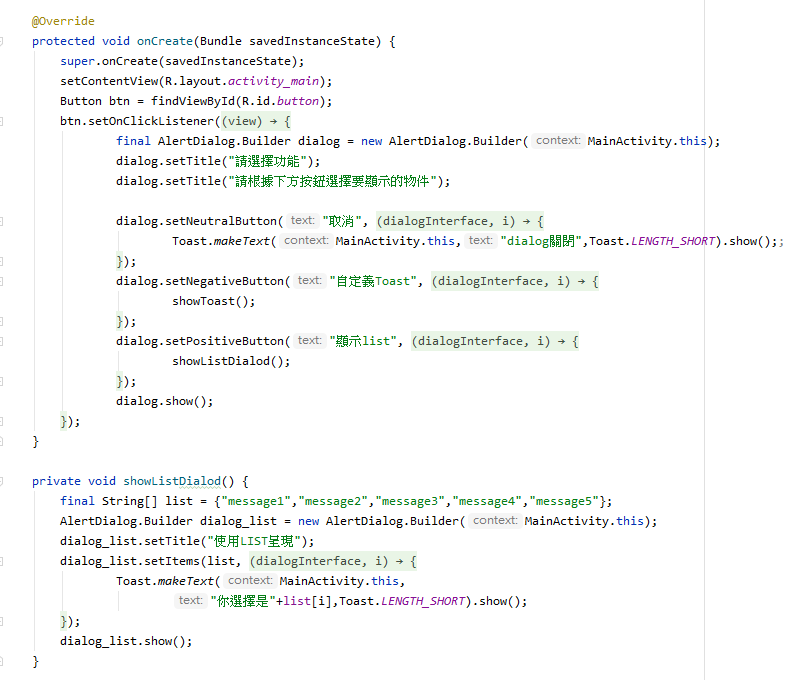 @Override
protected void onCreate(Bundle savedInstanceState) {
super.onCreate(savedInstanceState);
setContentView(R.layout.activity_main);
Button btn = findViewById(R.id.button);
btn.setOnClickListener((view) → {
final AlertDialog.Builder dialog = new AlertDialog.Builder( context: MainActivity.this);
dialog.setTitle("請選擇功能");
dialog.setTitle("請根據下方按鈕選擇要顯示的物件");
dialog.setNeutralButton( text: "取消", (dialogInterface, i) → {
Toast.makeText( context: MainActivity.this, text: "dialog關閉",Toast.LENGTH_SHORT).show();;
});
dialog.setNegativeButton( text: "自定義Toast", (dialogInterface, i) → {
showToast();
});
dialog.setPositiveButton( text: "顯示list", (dialogInterface, i) → {
showListDialod();
});
dialog.show();
});
}
private void showListDialod() {
final String[] list = {"message1","message2","message3","message4","message5"};
AlertDialog.Builder dialog_list = new AlertDialog.Builder( context: MainActivity.this);
dialog_list.setTitle("使用LIST呈現");
dialog_list.setItems(list, (dialogInterface, i) → {
Toast.makeText( context: MainActivity.this,
text: "你選擇是"+list[i],Toast.LENGTH_SHORT).show();
});
dialog_list.show();
}